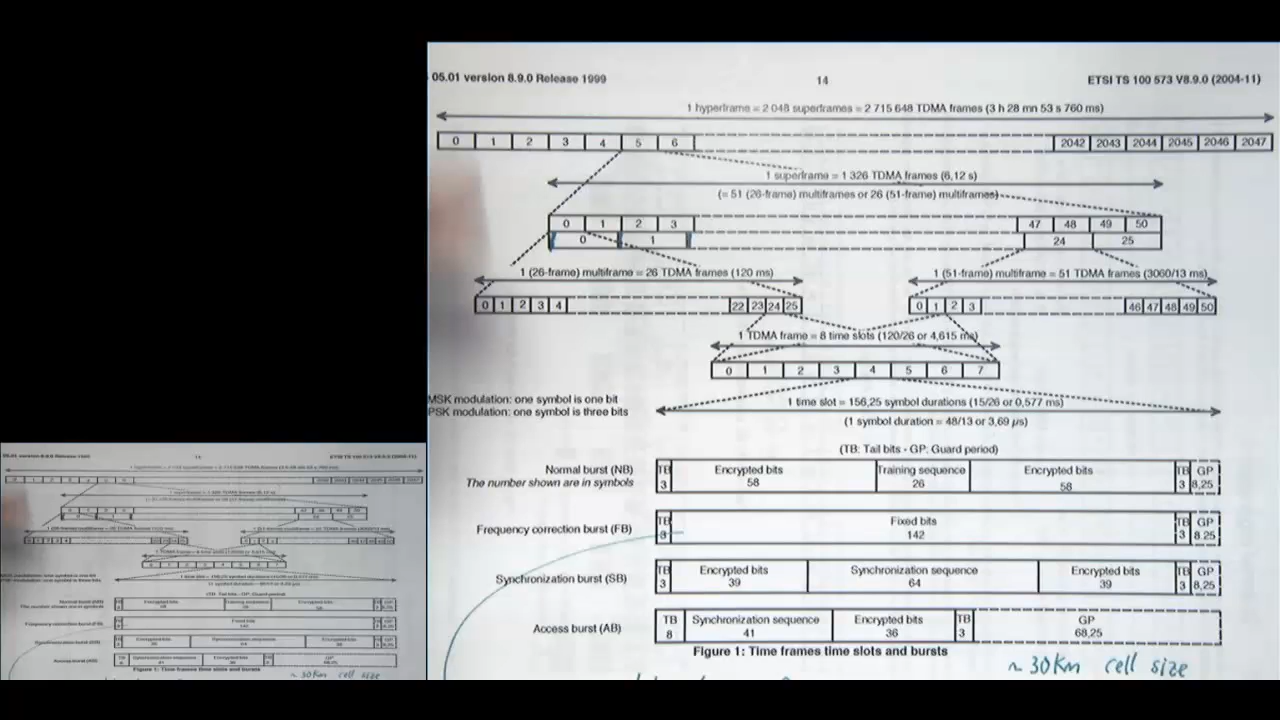 05.01 version 8.9.0 Release 1999 14 ETSI TS 100 573 V8.9.0 (2004-11)
1 hyperframe = 2 048 superframes = 2 715 648 TDMA frames (3 h 28 mn 53 s 760 ms)
0 1 2 3 4 5 6 2042 2043 2044 2045 2046 2047
1 superframe = 1 326 TDMA frames (6,12 s)
(= 51 (26-frame) multiframes or 26 (51-frame) multiframes)
0 1 2 3 47 48 49 50
0 1 24 25
1 (26-frame) multiframe = 26 TDMA frames (120 ms) 1 (51-frame) multiframe = 51 TDMA frames (3060/13 ms)
0 1 2 3 4 22 23 24 25 0 1 2 3 46 47 48 49 50
1 TDMA frame = 8 time slots (120/26 or 4,615 ms)
0 1 2 3 4 5 6 7
MSK modulation: one symbol is one bit
PSK modulation: one symbol is three bits
1 time slot = 156,25 symbol durations (15/26 or 0,577 ms)
(1 symbol duration = 48/13 or 3,69 µs)
(TB: Tail bits - GP: Guard period)
Normal burst (NB) TB Encrypted bits Training sequence Encrypted bits TB GP
The number shown are in symbols 3 58 26 58 3 8,25
Frequency correction burst (FB) TB Fixed bits TB GP
3 142 3 8.25
Synchronization burst (SB) TB Encrypted bits Synchronization sequence Encrypted bits TB GP
3 39 64 39 3 8,25
Access burst (AB) TB Synchronization sequence Encrypted bits TB GP
8 41 36 3 68,25
Figure 1: Time frames time slots and bursts
~ 30Km cell size